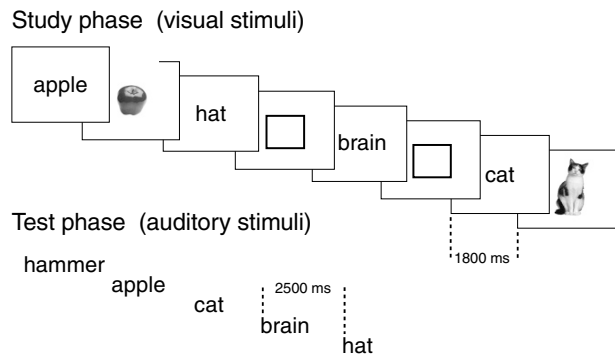 Study phase (visual stimuli)
apple
hat
brain
cat
1800 ms
Test phase (auditory stimuli)
hammer
apple
cat
2500 ms
brain
hat